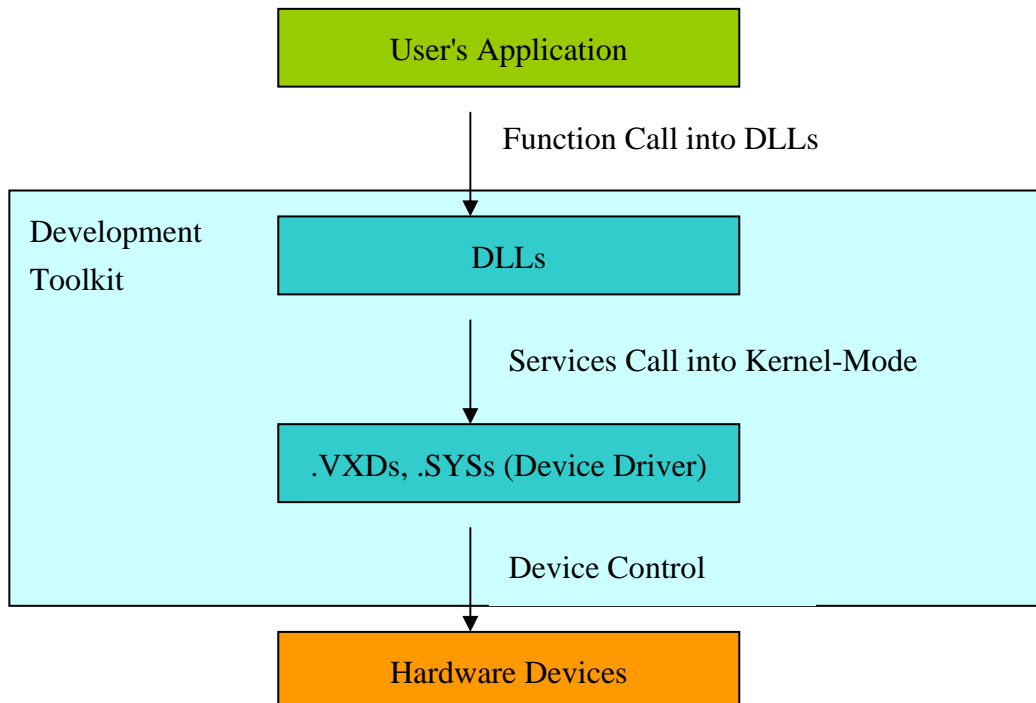 User's Application
Function Call into DLLs
Development
Toolkit
DLLs
Services Call into Kernel-Mode
.VXDs, .SYSs (Device Driver)
Device Control
Hardware Devices